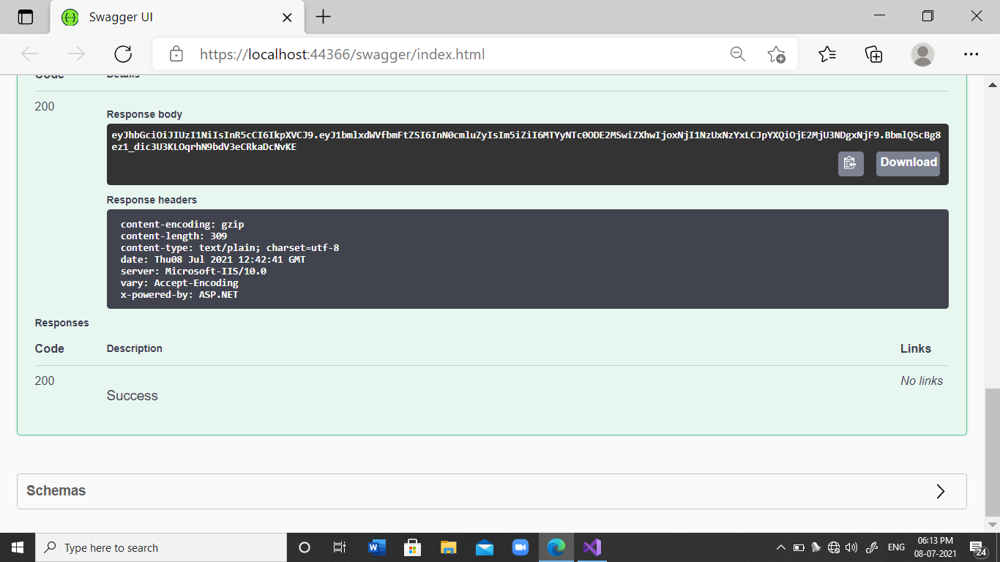 Swagger UI
https://localhost:44366/swagger/index.html
Code Details
200
Response body
eyJhbGciOiJIUzI1NiIsInR5cCI6IkpXVCJ9.eyJ1bmlxdWVfbmFtZSI6InN0cmluZyIsIm5iZiI6MTYyNTc0ODE2MSwiZXhwIjoxNjI1NzUxNzYxLCJpYXQiOjE2MjU3NDgxNjF9.BbmlQScBg8
ez1_dic3U3KLOqrhN9bdV3eCRkaDcNvKE
Download
Response headers
content-encoding: gzip
content-length: 309
content-type: text/plain; charset=utf-8
date: Thu08 Jul 2021 12:42:41 GMT
server: Microsoft-IIS/10.0
vary: Accept-Encoding
x-powered-by: ASP.NET
Responses
Code Description Links
200 No links
Success
Schemas
Type here to search
ENG
06:13 PM
08-07-2021
24